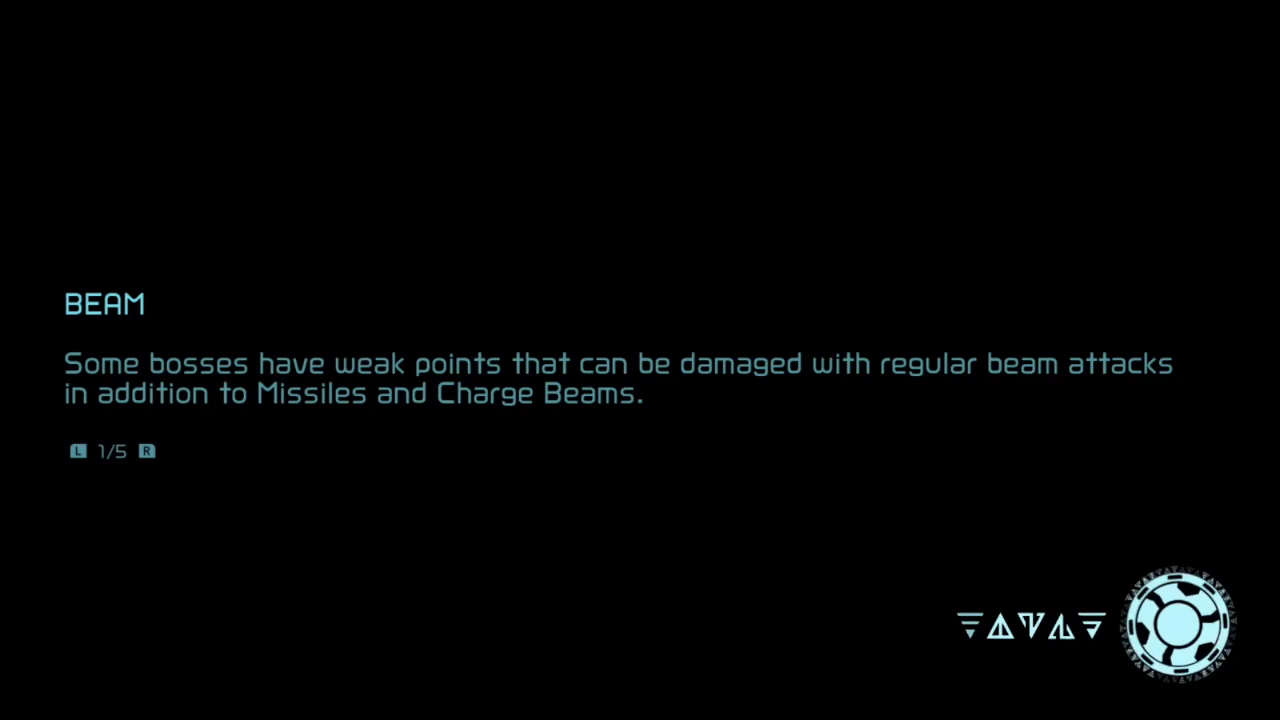 BEAM
Some bosses have weak points that can be damaged with regular beam attacks
in addition to Missiles and Charge Beams.
L 1/5 R